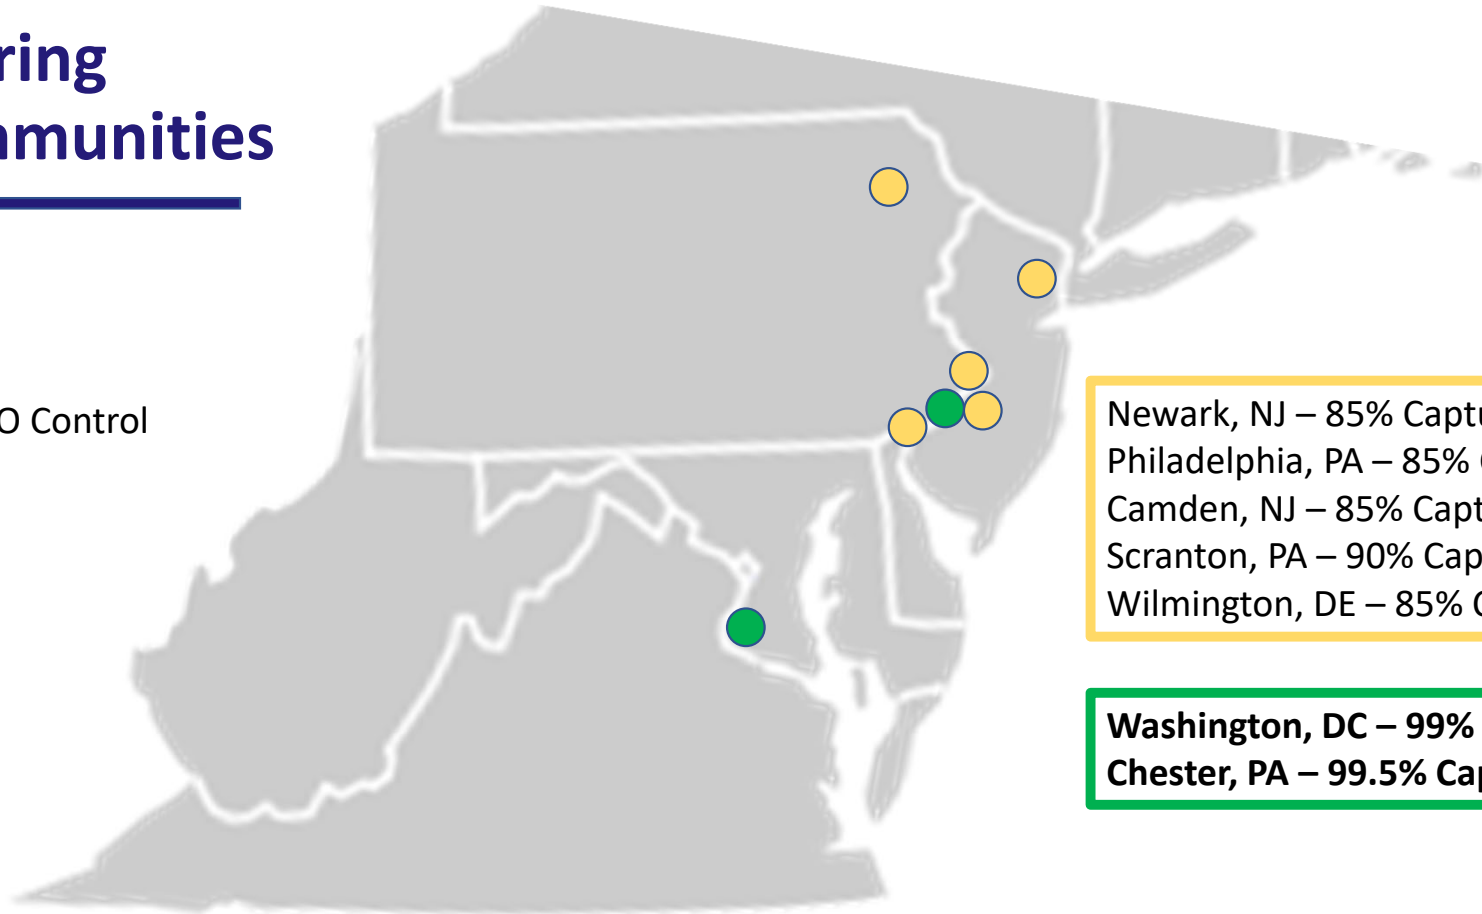 ring
munities
O Control
Newark, NJ – 85% Captu
Philadelphia, PA – 85%
Camden, NJ – 85% Capt
Scranton, PA – 90% Cap
Wilmington, DE – 85%
Washington, DC – 99%
Chester, PA – 99.5% Cap